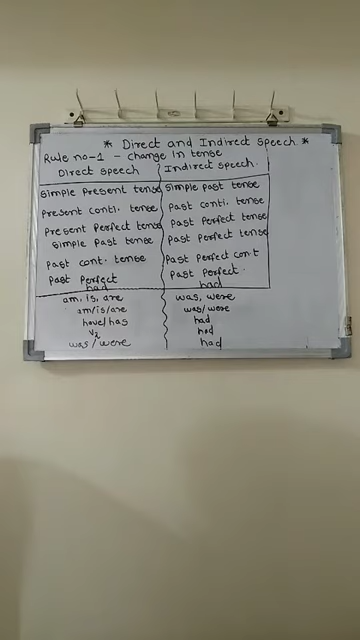 * Direct and Indirect Speech *
Rule no-1 - change in tense
Direct speech Indirect speech.
Simple Present tense Simple Past tense
Present conti. tense Past conti. tense
Present Perfect tense Past Perfect tense
Simple Past tense Past Perfect tense
Past cont. tense Past Perfect con.t
Past Perfect Past Perfect.
had had
am, is, are was, were
am/is/are was/were
have/has had
V2 had
was/were had